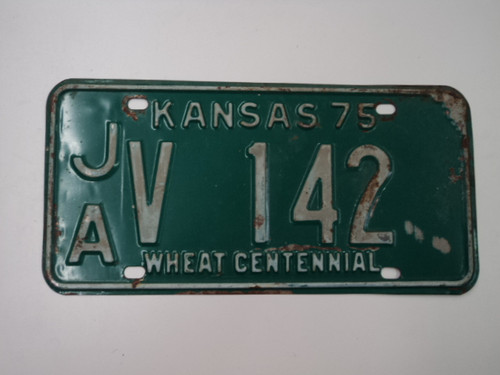 KANSAS 75
JA V 142
WHEAT CENTENNIAL